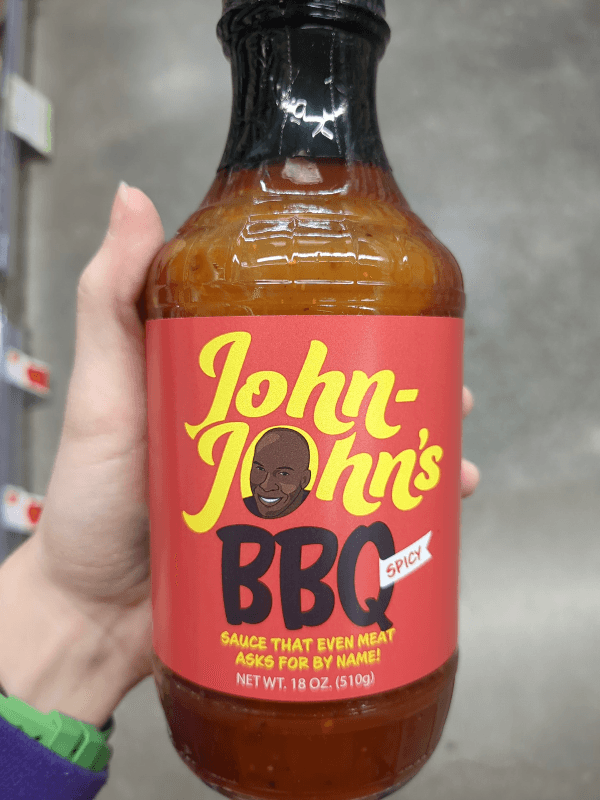 John-
John's
BBQ
SPICY
SAUCE THAT EVEN MEAT
ASKS FOR BY NAME!
NET WT. 18 OZ. (510g)